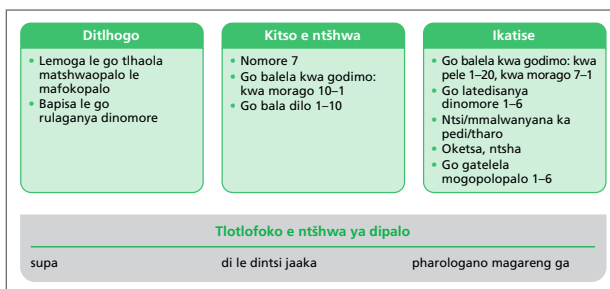 Ditlhogo
• Lemoga le go tlhaola
matshwaopalo le
mafokopalo
• Bapisa le go
rulaganya dinomore
Kitso e ntšhwa
• Nomore 7
• Go balela kwa godimo:
kwa morago 10–1
• Go bala dilo 1–10
Ikatise
• Go balela kwa godimo: kwa
pele 1–20, kwa morago 7–1
• Go latedisanya
dinomore 1–6
• Ntsi/mmalwanyana ka
pedi/tharo
• Oketsa, ntsha
• Go gatelela
mogopolopalo 1–6
Tlotlofoko e ntšhwa ya dipalo
supa di le dintsi jaaka pharologano magareng ga